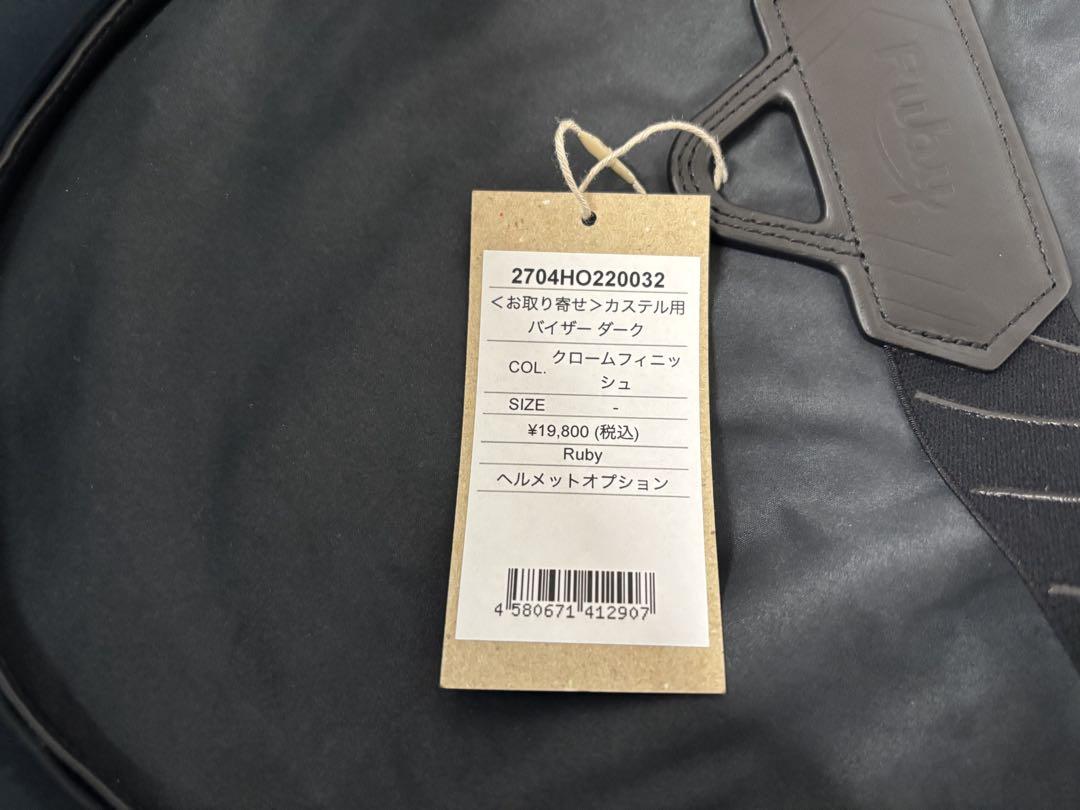 Ruby
2704HO220032
＜お取り寄せ＞カステル用
バイザー ダーク
COL. クロームフィニッ
シュ
SIZE -
¥19,800 (税込)
Ruby
ヘルメットオプション
4 580671 412907